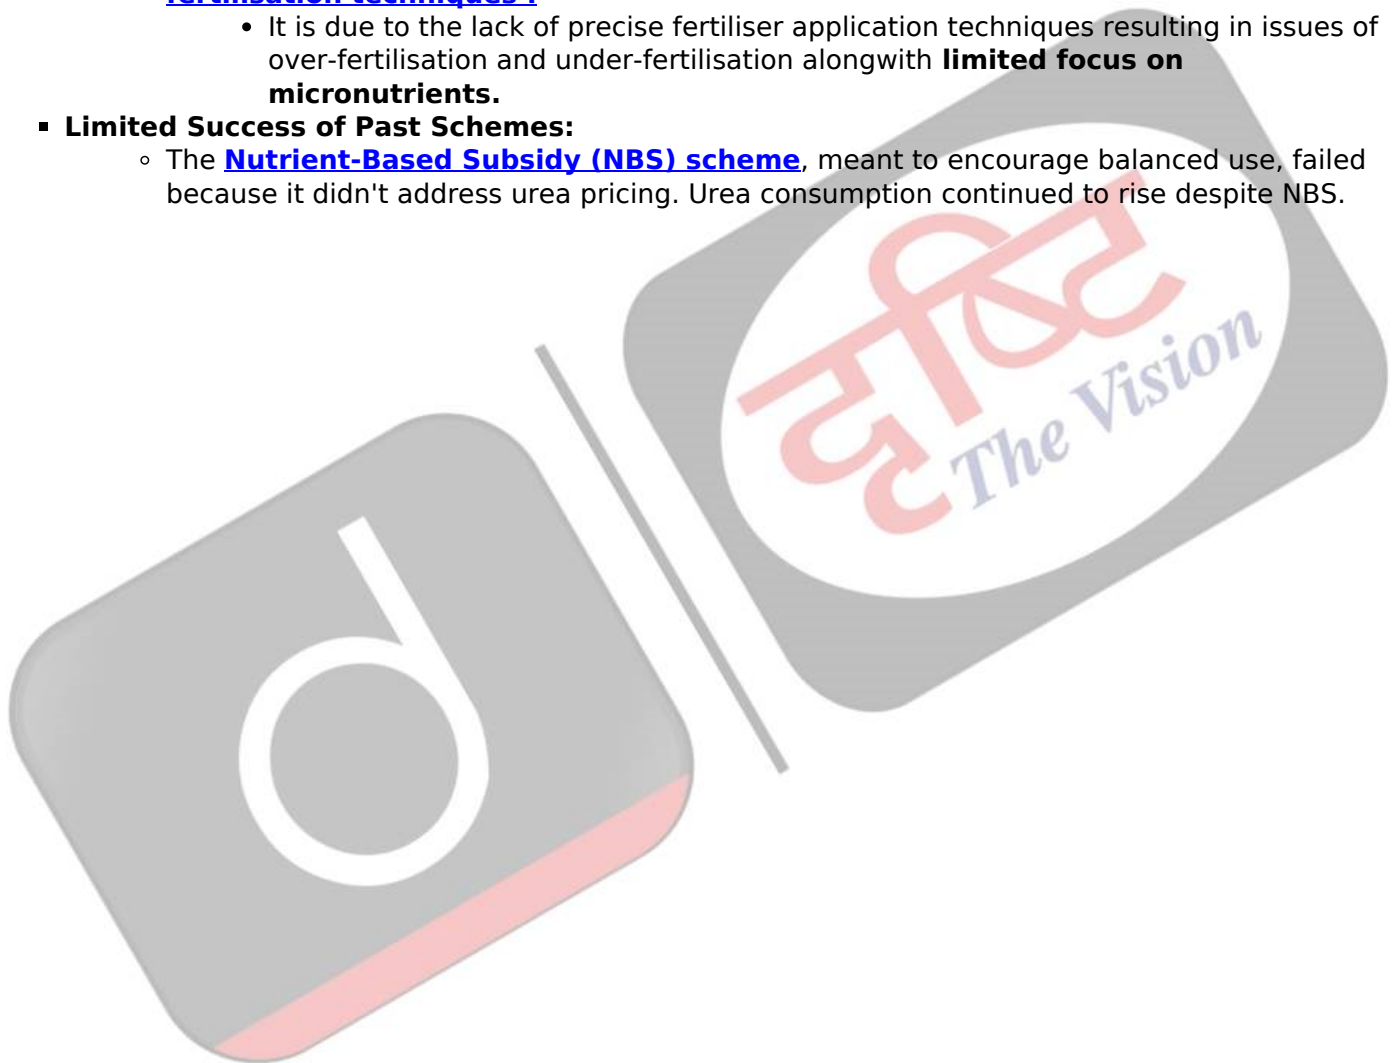 fertilisation techniques :
• It is due to the lack of precise fertiliser application techniques resulting in issues of
over-fertilisation and under-fertilisation alongwith limited focus on
micronutrients.
▪ Limited Success of Past Schemes:
◦ The Nutrient-Based Subsidy (NBS) scheme, meant to encourage balanced use, failed
because it didn't address urea pricing. Urea consumption continued to rise despite NBS.
दृष्टि
The Vision
d